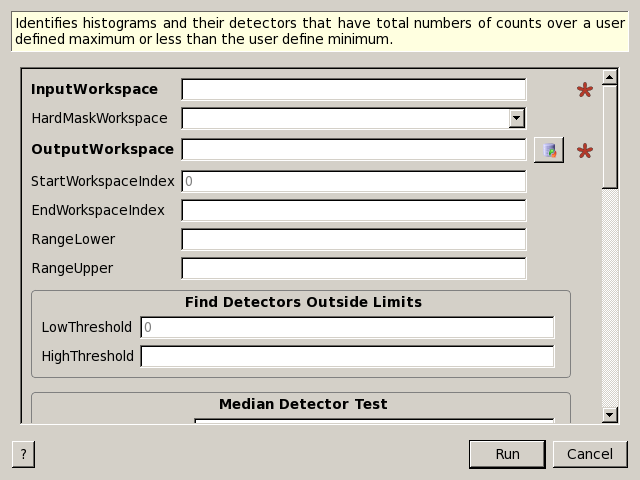 Identifies histograms and their detectors that have total numbers of counts over a user
defined maximum or less than the user define minimum.
InputWorkspace
HardMaskWorkspace
OutputWorkspace
StartWorkspaceIndex 0
EndWorkspaceIndex
RangeLower
RangeUpper
Find Detectors Outside Limits
LowThreshold 0
HighThreshold
Median Detector Test
? Run Cancel